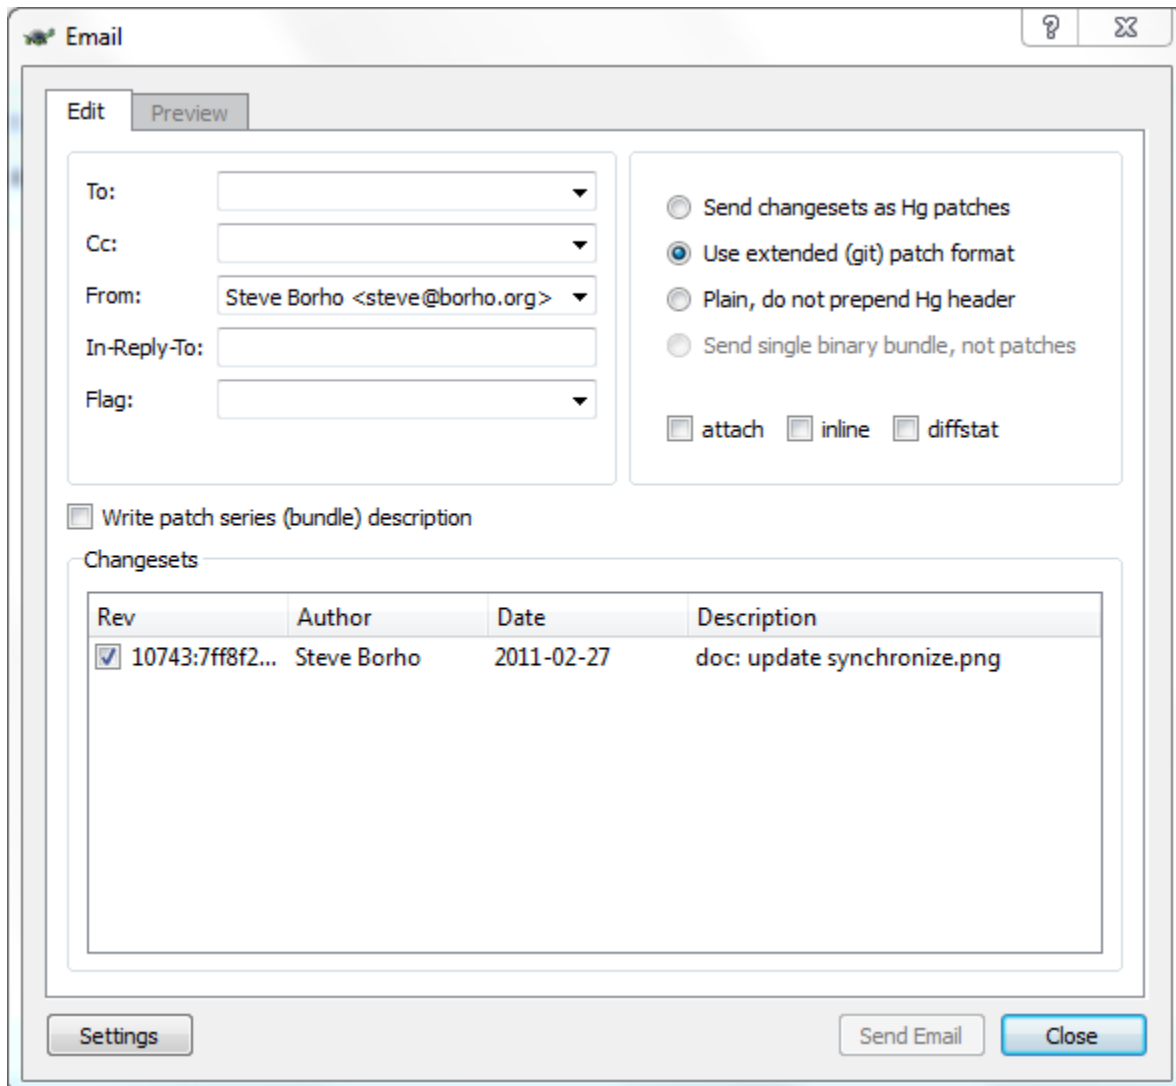 Email
Edit Preview
To:
Cc:
From: Steve Borho <steve@borho.org>
In-Reply-To:
Flag:
Send changesets as Hg patches
Use extended (git) patch format
Plain, do not prepend Hg header
Send single binary bundle, not patches
attach inline diffstat
Write patch series (bundle) description
Changesets
Rev Author Date Description
10743:7ff8f2... Steve Borho 2011-02-27 doc: update synchronize.png
Settings Send Email Close